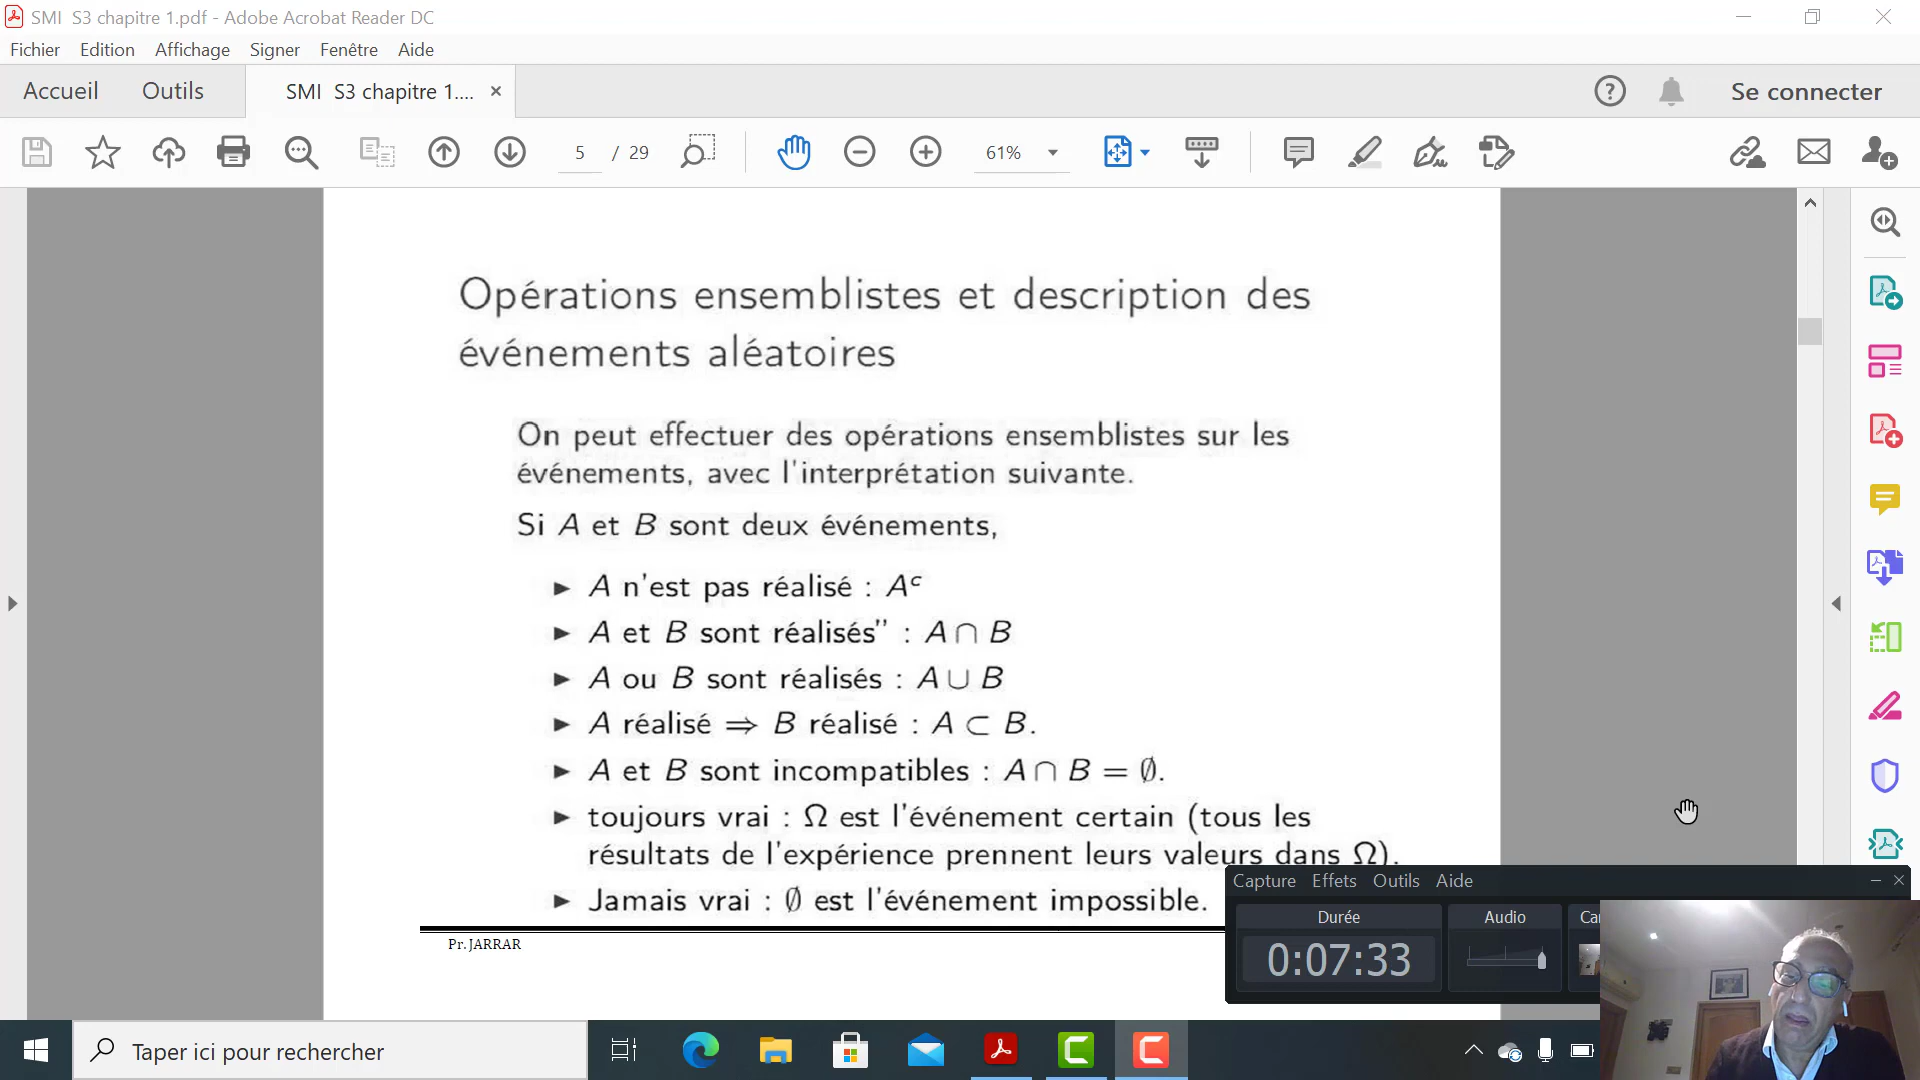 SMI S3 chapitre 1.pdf - Adobe Acrobat Reader DC
Fichier Edition Affichage Signer Fenêtre Aide
Accueil Outils SMI S3 chapitre 1.... × Se connecter
5 / 29 61%
Opérations ensemblistes et description des
événements aléatoires
On peut effectuer des opérations ensemblistes sur les
événements, avec l'interprétation suivante.
Si A et B sont deux événements,
► A n'est pas réalisé : Aᶜ
► A et B sont réalisés" : A ∩ B
► A ou B sont réalisés : A ∪ B
► A réalisé ⇒ B réalisé : A ⊂ B.
► A et B sont incompatibles : A ∩ B = ∅.
► toujours vrai : Ω est l'événement certain (tous les
résultats de l'expérience prennent leurs valeurs dans Ω).
► Jamais vrai : ∅ est l'événement impossible.
Pr.JARRAR
Capture Effets Outils Aide
Durée Audio
0:07:33
Taper ici pour rechercher